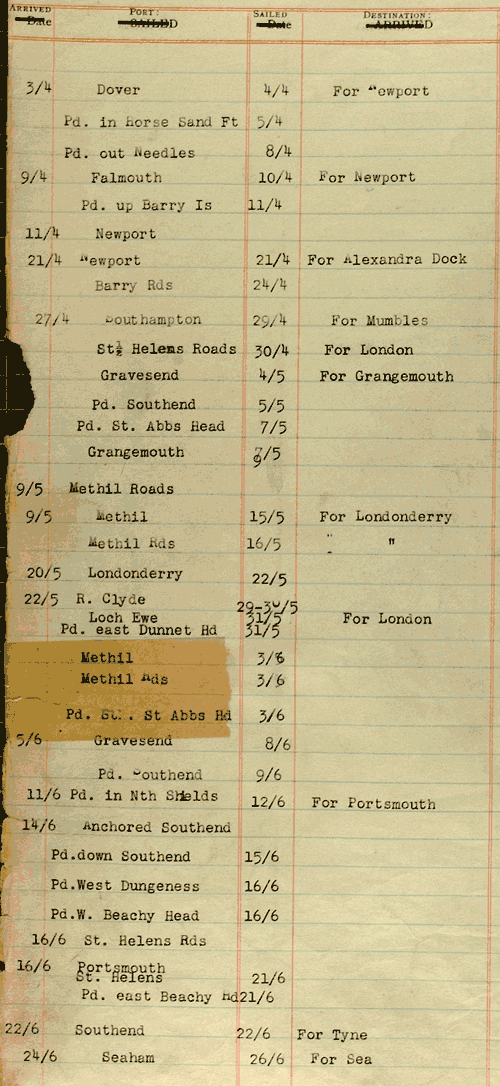 ARRIVED PORT: SAILED DESTINATION:
Date SAILED Date ARRIVED
3/4 Dover 4/4 For Newport
Pd. in Horse Sand Ft 5/4
Pd. out Needles 8/4
9/4 Falmouth 10/4 For Newport
Pd. up Barry Is 11/4
11/4 Newport
21/4 Newport 21/4 For Alexandra Dock
Barry Rds 24/4
27/4 Southampton 29/4 For Mumbles
St Helens Roads 30/4 For London
Gravesend 4/5 For Grangemouth
Pd. Southend 5/5
Pd. St. Abbs Head 7/5
Grangemouth 9/5
9/5 Methil Roads
9/5 Methil 15/5 For Londonderry
Methil Rds 16/5 " "
20/5 Londonderry 22/5
22/5 R. Clyde 29-30/5
Loch Ewe 31/5 For London
Pd. east Dunnet Hd 31/5
Methil 3/6
Methil Rds 3/6
Pd. St Abbs Hd 3/6
5/6 Gravesend 8/6
Pd. Southend 9/6
11/6 Pd. in Nth Shields 12/6 For Portsmouth
14/6 Anchored Southend
Pd.down Southend 15/6
Pd.West Dungeness 16/6
Pd.W. Beachy Head 16/6
16/6 St. Helens Rds
16/6 Portsmouth
St. Helens 21/6
Pd. east Beachy Hd21/6
22/6 Southend 22/6 For Tyne
24/6 Seaham 26/6 For Sea